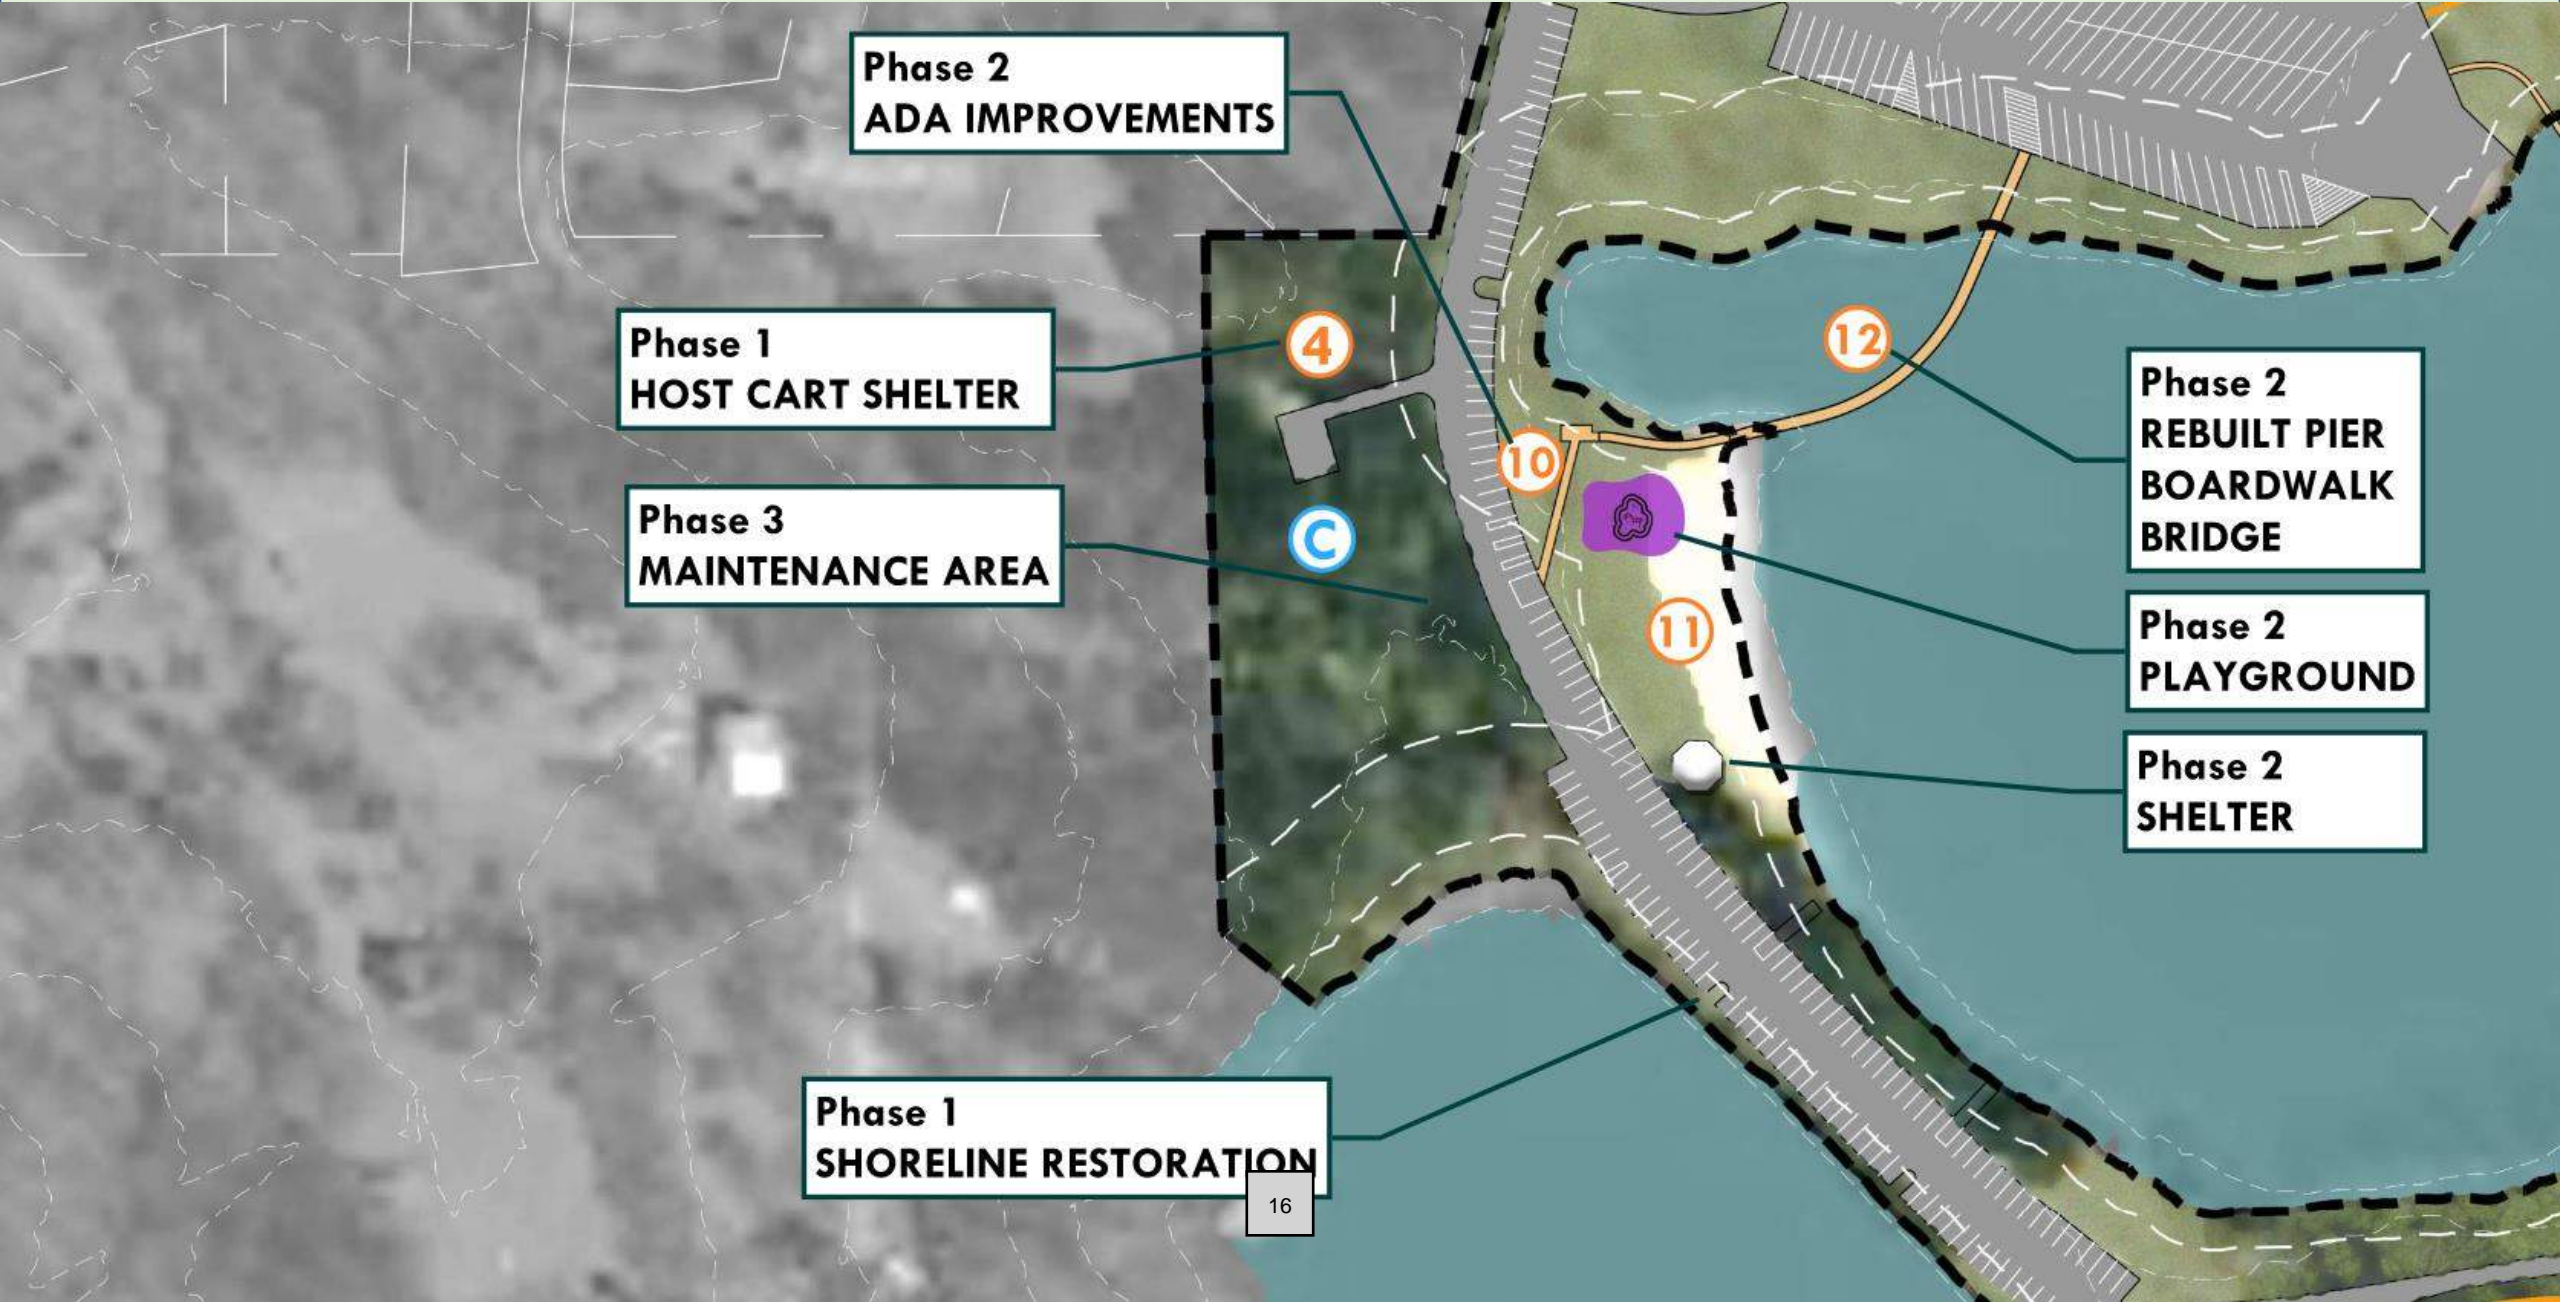 Phase 2
ADA IMPROVEMENTS
Phase 1
HOST CART SHELTER
4
12
Phase 2
REBUILT PIER
BOARDWALK
BRIDGE
10
Phase 3
MAINTENANCE AREA
C
11
Phase 2
PLAYGROUND
Phase 2
SHELTER
Phase 1
SHORELINE RESTORATION
16